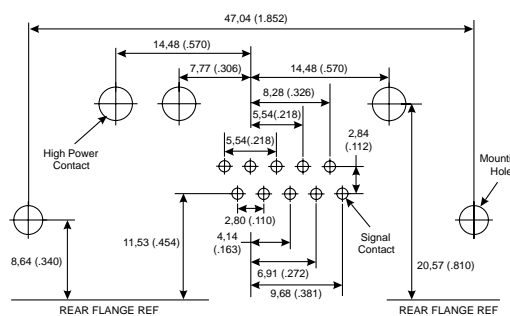 47,04 (1.852)
14,48 (.570)
7,77 (.306)
14,48 (.570)
8,28 (.326)
5,54(.218)
5,54(.218)
2,84
(.112)
High Power
Contact
Mounti
Hole
2,80 (.110)
Signal
Contact
11,53 (.454)
4,14
(.163)
8,64 (.340)
6,91 (.272)
20,57 (.810)
9,68 (.381)
REAR FLANGE REF
REAR FLANGE REF